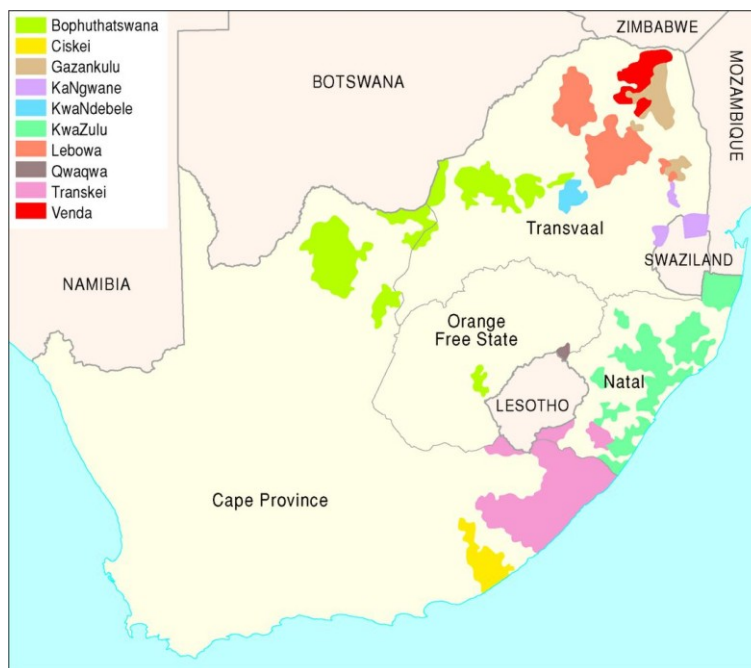 Bophuthatswana
Ciskei
Gazankulu
KaNgwane
KwaNdebele
KwaZulu
Lebowa
Qwaqwa
Transkei
Venda
ZIMBABWE
BOTSWANA
MOZAMBIQUE
Transvaal
SWAZILAND
NAMIBIA
Orange
Free State
Natal
LESOTHO
Cape Province